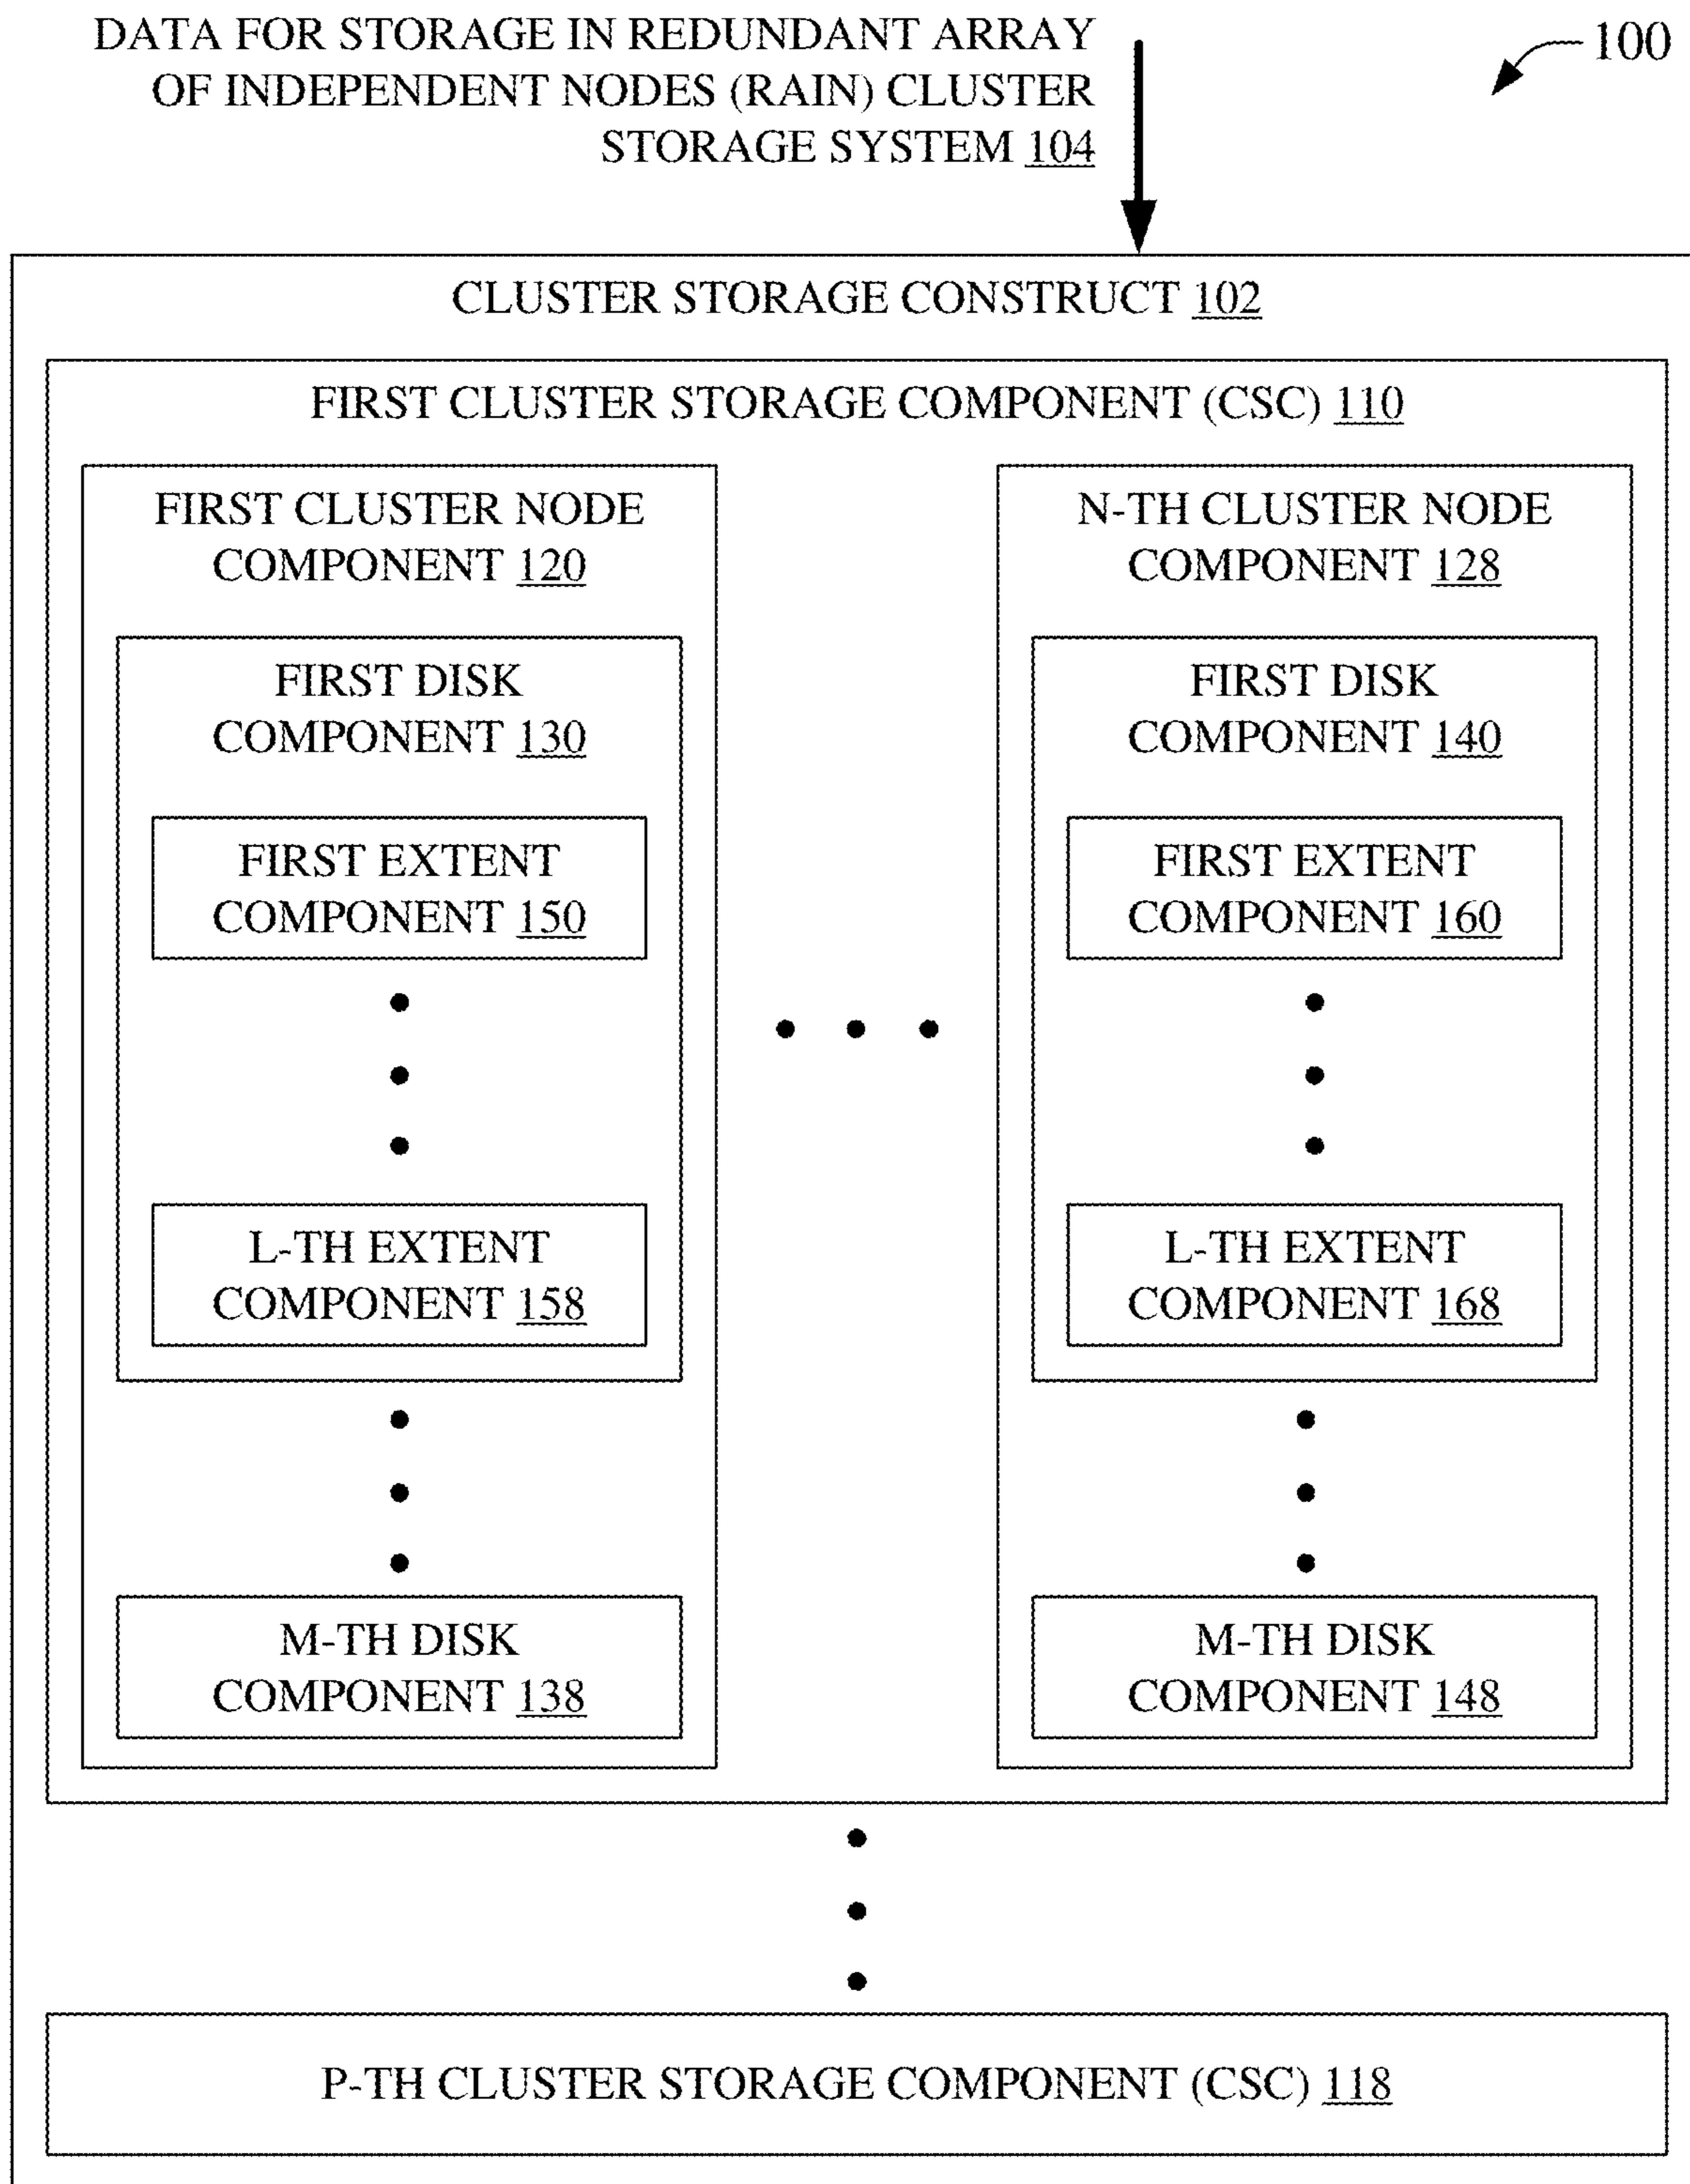 DATA FOR STORAGE IN REDUNDANT ARRAY
OF INDEPENDENT NODES (RAIN) CLUSTER
STORAGE SYSTEM 104
100
CLUSTER STORAGE CONSTRUCT 102
FIRST CLUSTER STORAGE COMPONENT (CSC) 110
FIRST CLUSTER NODE
COMPONENT 120
FIRST DISK
COMPONENT 130
FIRST EXTENT
COMPONENT 150
L-TH EXTENT
COMPONENT 158
M-TH DISK
COMPONENT 138
N-TH CLUSTER NODE
COMPONENT 128
FIRST DISK
COMPONENT 140
FIRST EXTENT
COMPONENT 160
L-TH EXTENT
COMPONENT 168
M-TH DISK
COMPONENT 148
P-TH CLUSTER STORAGE COMPONENT (CSC) 118